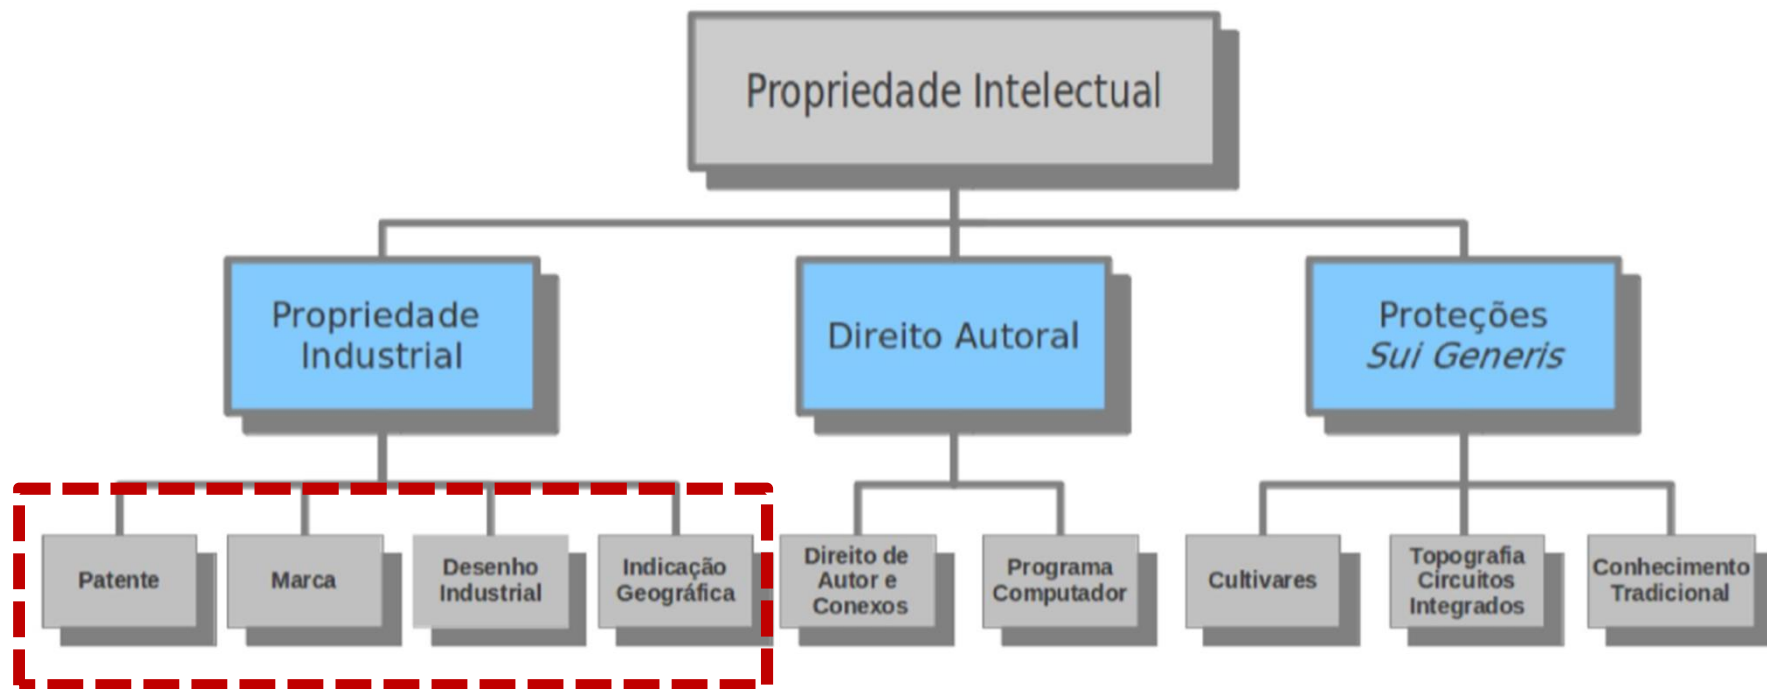 Propriedade Intelectual
Propriedade
Industrial
Direito Autoral
Proteções
Sui Generis
Patente
Marca
Desenho
Industrial
Indicação
Geográfica
Direito de
Autor e
Conexos
Programa
Computador
Cultivares
Topografia
Circuitos
Integrados
Conhecimento
Tradicional